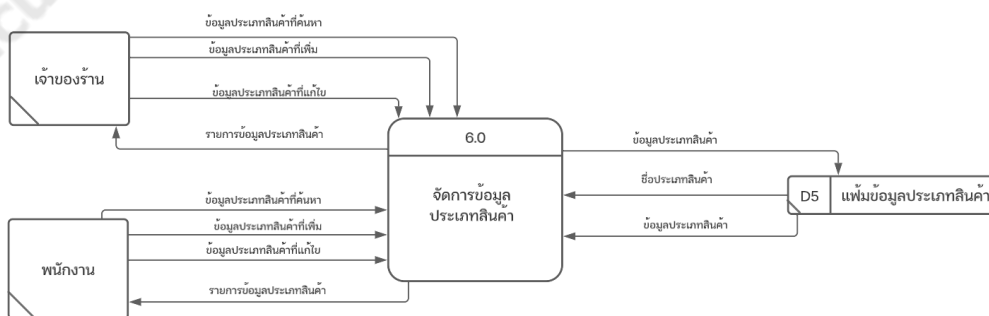 ข้อมูลประเภทสินค้าที่ค้นหา
ข้อมูลประเภทสินค้าที่เพิ่ม
เจ้าของร้าน
ข้อมูลประเภทสินค้าที่แก้ไข
รายการข้อมูลประเภทสินค้า
6.0
จัดการข้อมูล
ประเภทสินค้า
ข้อมูลประเภทสินค้า
ชื่อประเภทสินค้า
D5 แฟ้มข้อมูลประเภทสินค้า
ข้อมูลประเภทสินค้า
ข้อมูลประเภทสินค้าที่ค้นหา
ข้อมูลประเภทสินค้าที่เพิ่ม
ข้อมูลประเภทสินค้าที่แก้ไข
พนักงาน
รายการข้อมูลประเภทสินค้า